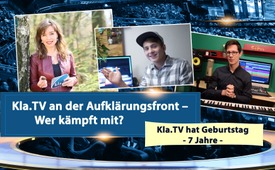 Kla.TV an der Aufklärungsfront –
Wer kämpft mit?
Kla.TV hat Geburtstag
- 7 Jahre -